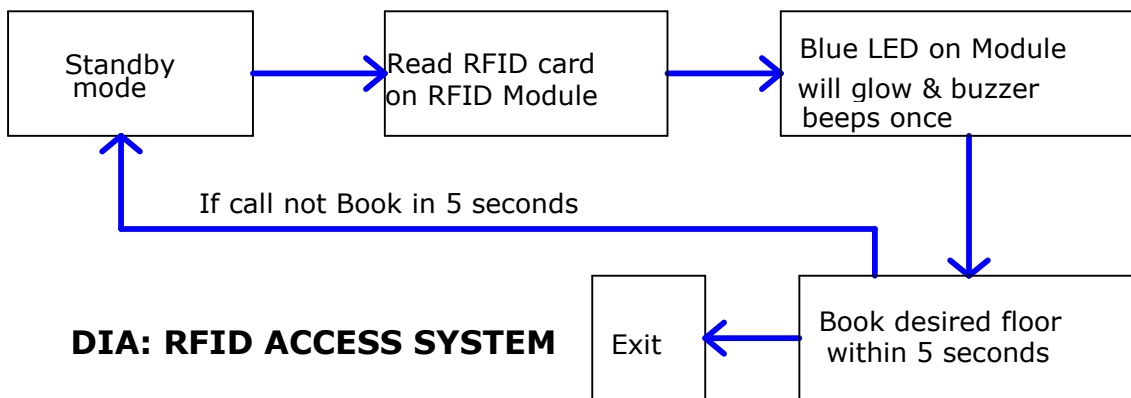 Standby
mode
Read RFID card
on RFID Module
Blue LED on Module
will glow & buzzer
beeps once
If call not Book in 5 seconds
DIA: RFID ACCESS SYSTEM
Exit
Book desired floor
within 5 seconds